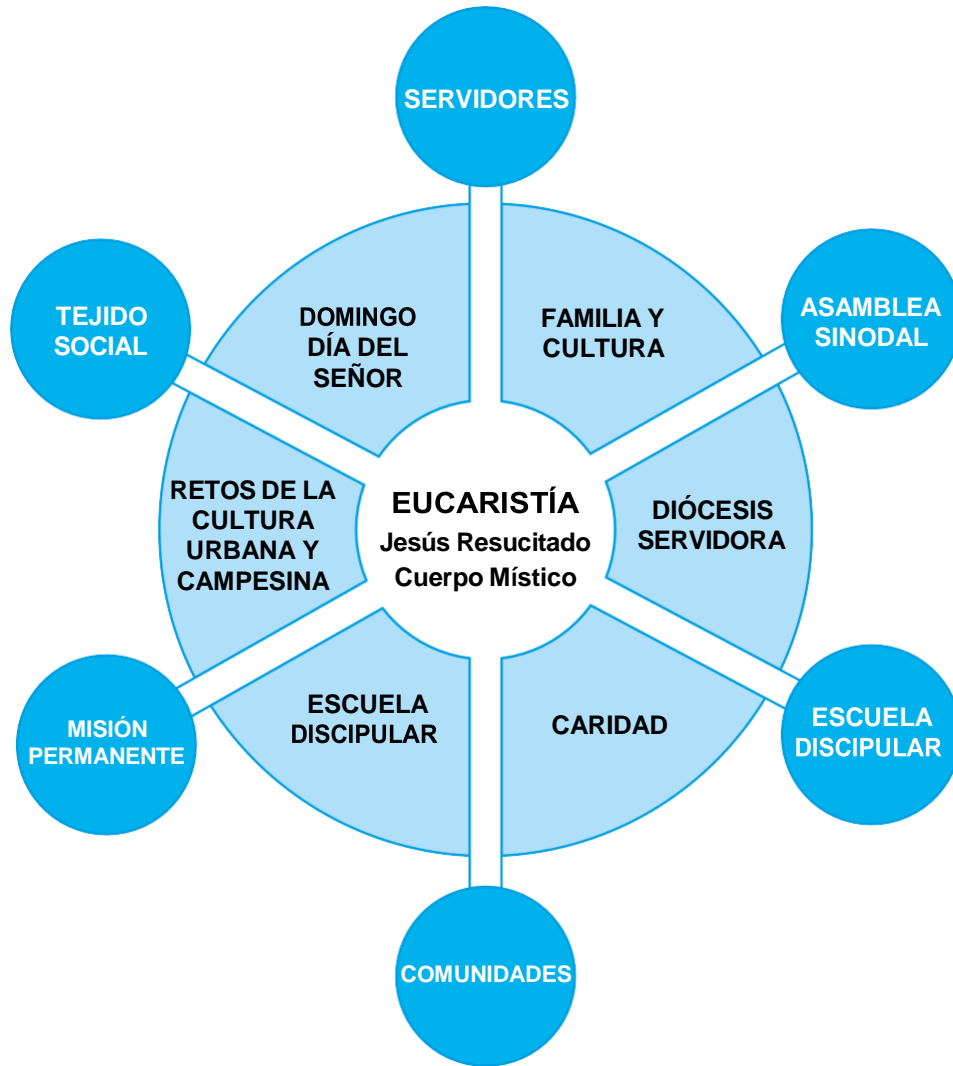 SERVIDORES
TEJIDO
SOCIAL
DOMINGO
DÍA DEL
SEÑOR
FAMILIA Y
CULTURA
ASAMBLEA
SINODAL
RETOS DE LA
CULTURA
URBANA Y
CAMPESINA
EUCARISTÍA
Jesús Resucitado
Cuerpo Místico
DIÓCESIS
SERVIDORA
MISIÓN
PERMANENTE
ESCUELA
DISCIPULAR
CARIDAD
ESCUELA
DISCIPULAR
COMUNIDADES